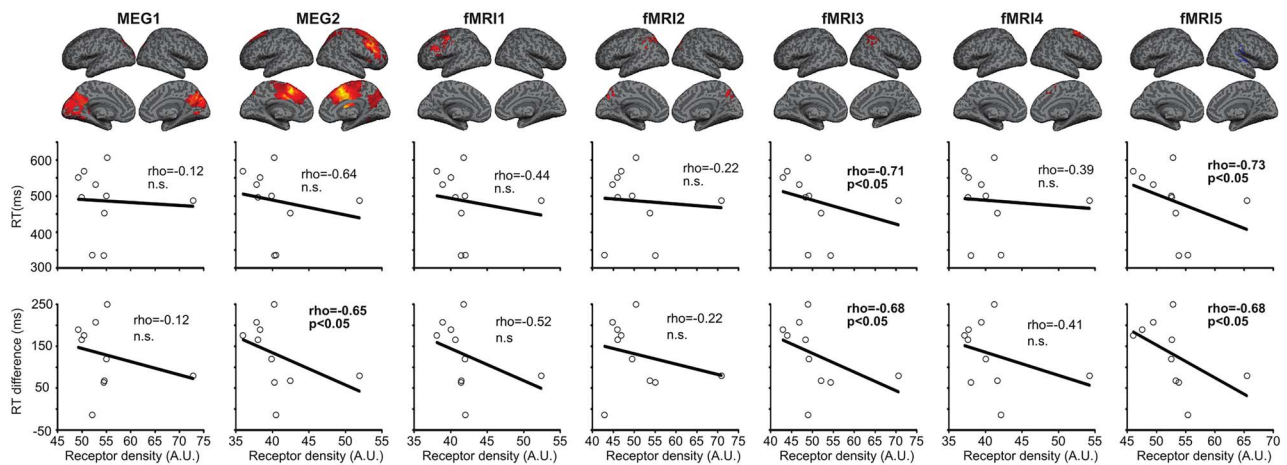 MEG1 MEG2 fMRI1 fMRI2 fMRI3 fMRI4 fMRI5
RT(ms)
600
500
400
300
rho=-0.12
n.s.
rho=-0.64
n.s.
rho=-0.44
n.s.
rho=-0.22
n.s.
rho=-0.71
p<0.05
rho=-0.39
n.s.
rho=-0.73
p<0.05
RT difference (ms)
250
150
50
-50
rho=-0.12
n.s.
rho=-0.65
p<0.05
rho=-0.52
n.s
rho=-0.22
n.s.
rho=-0.68
p<0.05
rho=-0.41
n.s.
rho=-0.68
p<0.05
45 50 55 60 65 70 75 35 40 45 50 55 35 40 45 50 55 40 45 50 55 60 65 70 75 40 45 50 55 60 65 70 75 35 40 45 50 55 45 50 55 60 65 70
Receptor density (A.U.) Receptor density (A.U.) Receptor density (A.U.) Receptor density (A.U.) Receptor density (A.U.) Receptor density (A.U.) Receptor density (A.U.)